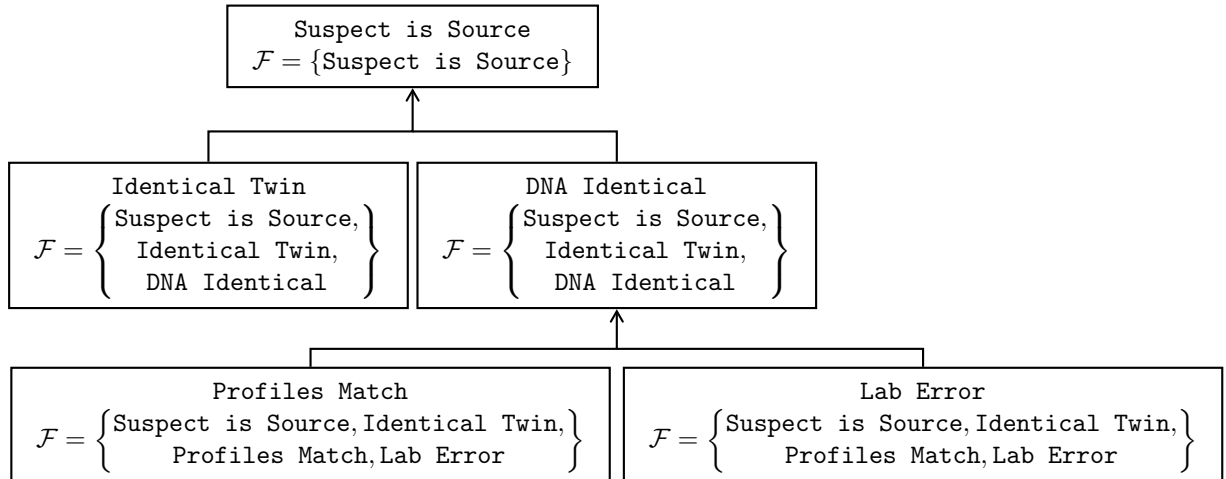 Suspect is Source
ℱ = {Suspect is Source}
Identical Twin
ℱ = {Suspect is Source,
Identical Twin,
DNA Identical}
DNA Identical
ℱ = {Suspect is Source,
Identical Twin,
DNA Identical}
Profiles Match
ℱ = {Suspect is Source, Identical Twin,
Profiles Match, Lab Error}
Lab Error
ℱ = {Suspect is Source, Identical Twin,
Profiles Match, Lab Error}